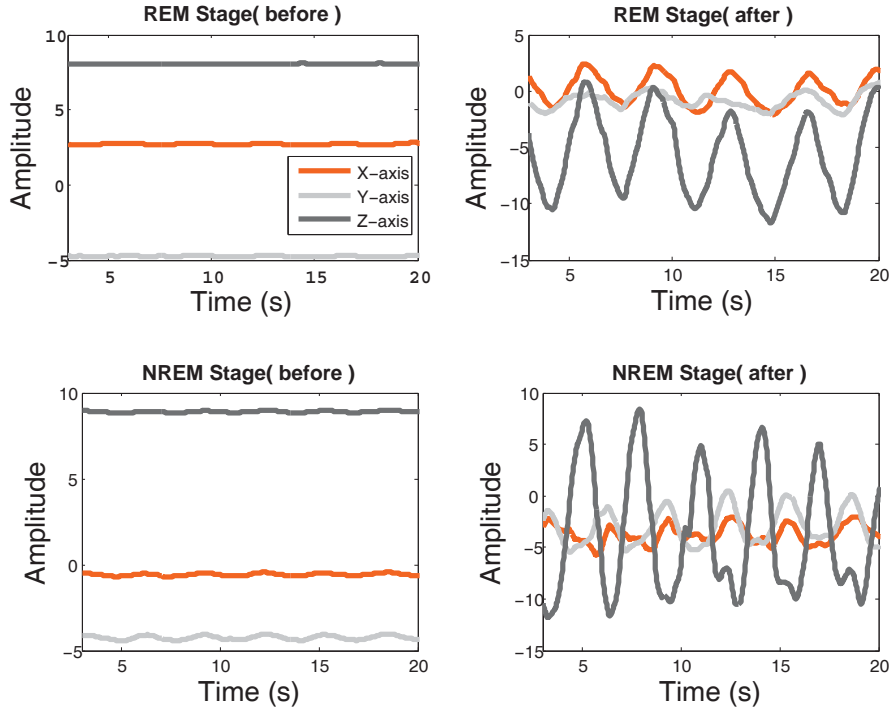 REM Stage( before )
10
5
0
-5
Amplitude
5
10
15
20
Time (s)
X-axis
Y-axis
Z-axis
REM Stage( after )
5
0
-5
-10
-15
Amplitude
5
10
15
20
Time (s)
NREM Stage( before )
10
5
0
-5
Amplitude
5
10
15
20
Time (s)
NREM Stage( after )
10
5
0
-5
-10
-15
Amplitude
5
10
15
20
Time (s)